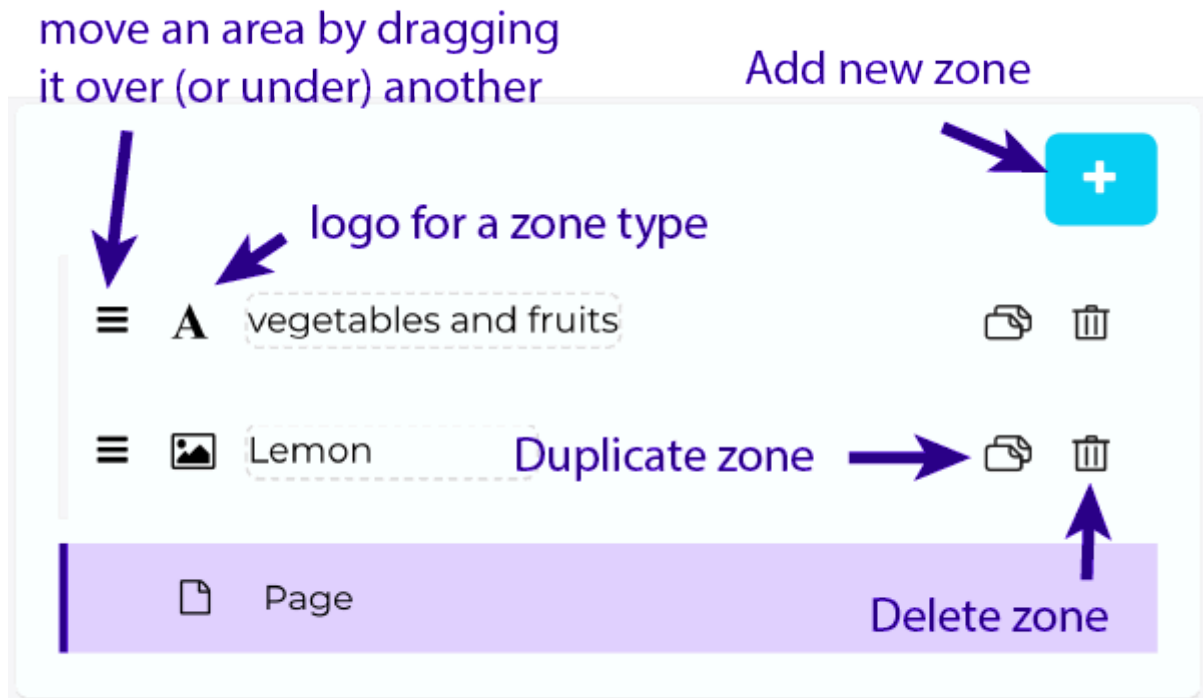 move an area by dragging
it over (or under) another
Add new zone
+
logo for a zone type
A vegetables and fruits
Lemon
Duplicate zone
Page
Delete zone